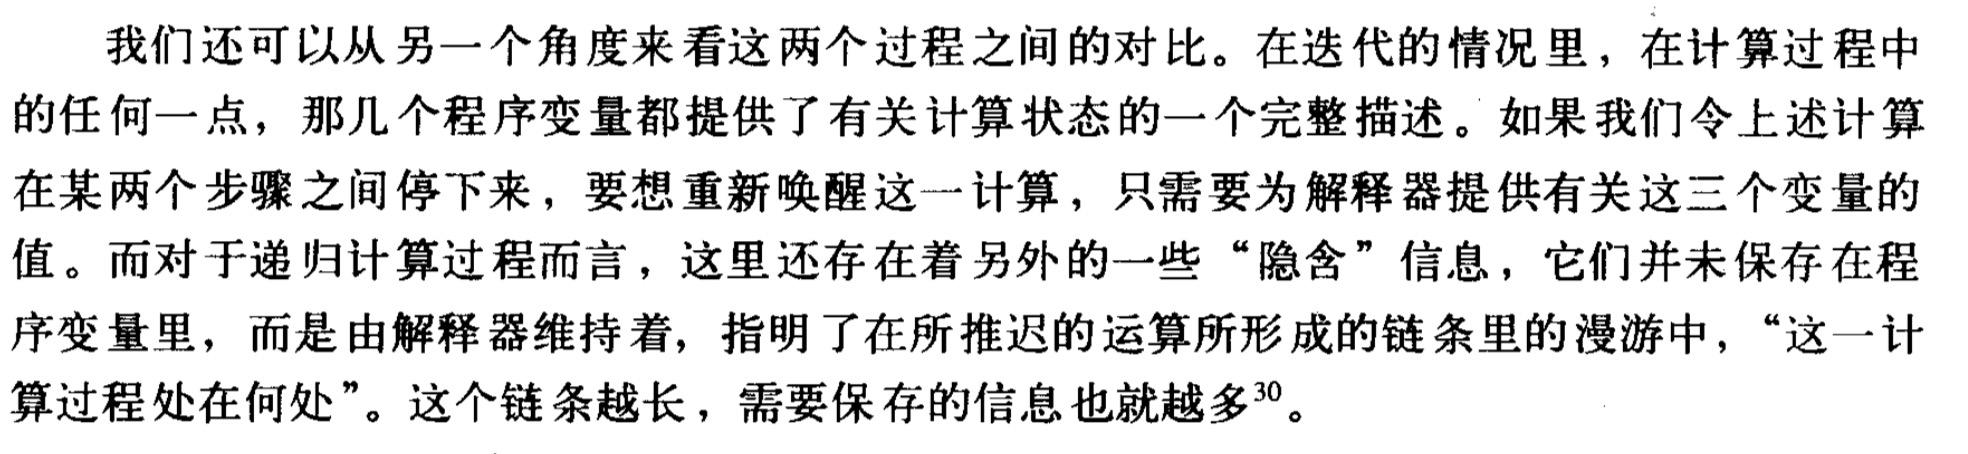 我们还可以从另一个角度来看这两个过程之间的对比。在迭代的情况里，在计算过程中
的任何一点，那几个程序变量都提供了有关计算状态的一个完整描述。如果我们令上述计算
在某两个步骤之间停下来，要想重新唤醒这一计算，只需要为解释器提供有关这三个变量的
值。而对于递归计算过程而言，这里还存在着另外的一些“隐含”信息，它们并未保存在程
序变量里，而是由解释器维持着，指明了在所推迟的运算所形成的链条里的漫游中，“这一计
算过程处在何处”。这个链条越长，需要保存的信息也就越多³⁰。